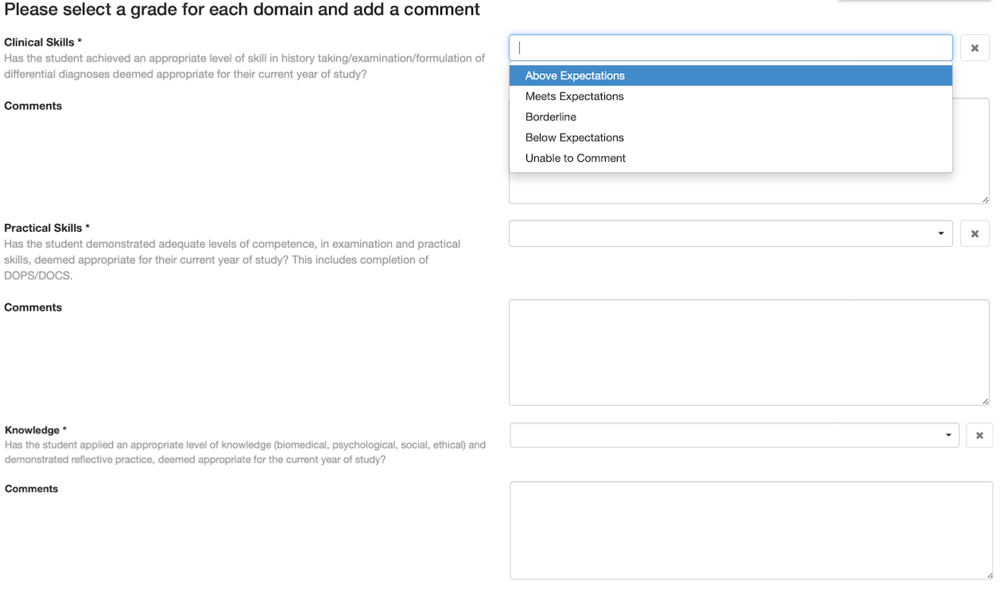 Please select a grade for each domain and add a comment
Clinical Skills *
Has the student achieved an appropriate level of skill in history taking/examination/formulation of
differential diagnoses deemed appropriate for their current year of study?
Above Expectations
Meets Expectations
Borderline
Below Expectations
Unable to Comment
Comments
Practical Skills *
Has the student demonstrated adequate levels of competence, in examination and practical
skills, deemed appropriate for their current year of study? This includes completion of
DOPS/DOCS.
Comments
Knowledge *
Has the student applied an appropriate level of knowledge (biomedical, psychological, social, ethical) and
demonstrated reflective practice, deemed appropriate for the current year of study?
Comments